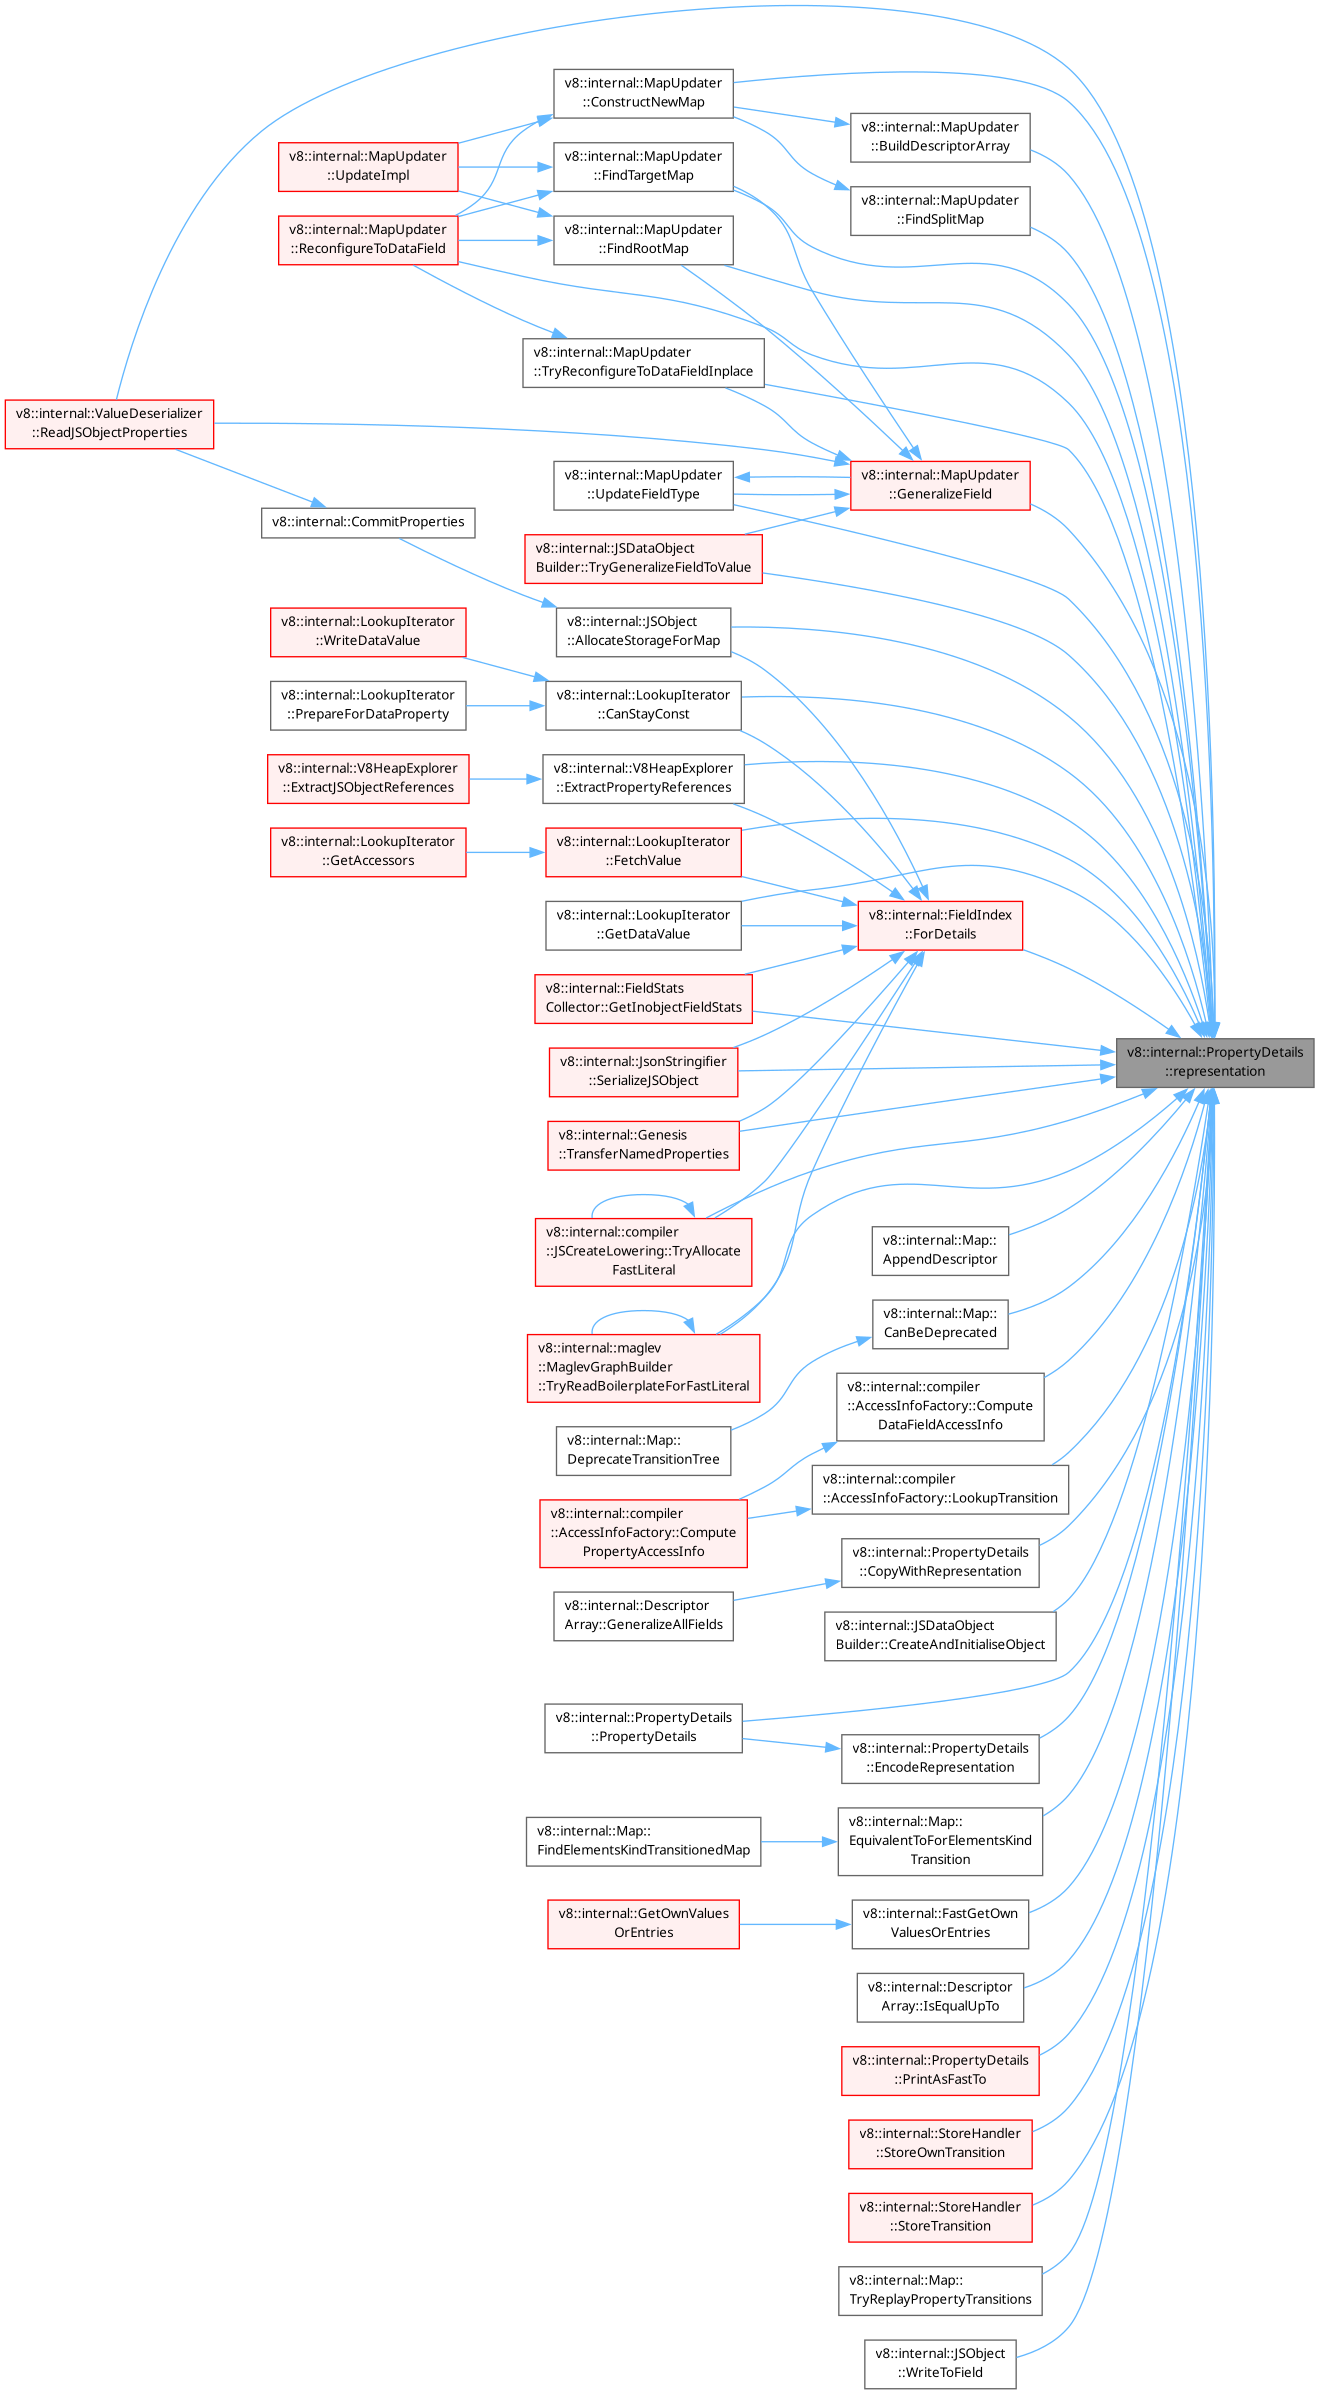 v8::internal::MapUpdater
::ConstructNewMap
v8::internal::MapUpdater
::BuildDescriptorArray
v8::internal::MapUpdater
::UpdateImpl
v8::internal::MapUpdater
::FindTargetMap
v8::internal::MapUpdater
::FindSplitMap
v8::internal::MapUpdater
::ReconfigureToDataField
v8::internal::MapUpdater
::FindRootMap
v8::internal::MapUpdater
::TryReconfigureToDataFieldInplace
v8::internal::ValueDeserializer
::ReadJSObjectProperties
v8::internal::MapUpdater
::UpdateFieldType
v8::internal::MapUpdater
::GeneralizeField
v8::internal::CommitProperties
v8::internal::JSDataObject
Builder::TryGeneralizeFieldToValue
v8::internal::LookupIterator
::WriteDataValue
v8::internal::JSObject
::AllocateStorageForMap
v8::internal::LookupIterator
::PrepareForDataProperty
v8::internal::LookupIterator
::CanStayConst
v8::internal::V8HeapExplorer
::ExtractJSObjectReferences
v8::internal::V8HeapExplorer
::ExtractPropertyReferences
v8::internal::LookupIterator
::GetAccessors
v8::internal::LookupIterator
::FetchValue
v8::internal::LookupIterator
::GetDataValue
v8::internal::FieldIndex
::ForDetails
v8::internal::FieldStats
Collector::GetInobjectFieldStats
v8::internal::JsonStringifier
::SerializeJSObject
v8::internal::PropertyDetails
::representation
v8::internal::Genesis
::TransferNamedProperties
v8::internal::compiler
::JSCreateLowering::TryAllocate
FastLiteral
v8::internal::Map::
AppendDescriptor
v8::internal::maglev
::MaglevGraphBuilder
::TryReadBoilerplateForFastLiteral
v8::internal::Map::
CanBeDeprecated
v8::internal::Map::
DeprecateTransitionTree
v8::internal::compiler
::AccessInfoFactory::Compute
DataFieldAccessInfo
v8::internal::compiler
::AccessInfoFactory::Compute
PropertyAccessInfo
v8::internal::compiler
::AccessInfoFactory::LookupTransition
v8::internal::PropertyDetails
::CopyWithRepresentation
v8::internal::Descriptor
Array::GeneralizeAllFields
v8::internal::JSDataObject
Builder::CreateAndInitialiseObject
v8::internal::PropertyDetails
::PropertyDetails
v8::internal::PropertyDetails
::EncodeRepresentation
v8::internal::Map::
FindElementsKindTransitionedMap
v8::internal::Map::
EquivalentToForElementsKind
Transition
v8::internal::GetOwnValues
OrEntries
v8::internal::FastGetOwn
ValuesOrEntries
v8::internal::Descriptor
Array::IsEqualUpTo
v8::internal::PropertyDetails
::PrintAsFastTo
v8::internal::StoreHandler
::StoreOwnTransition
v8::internal::StoreHandler
::StoreTransition
v8::internal::Map::
TryReplayPropertyTransitions
v8::internal::JSObject
::WriteToField